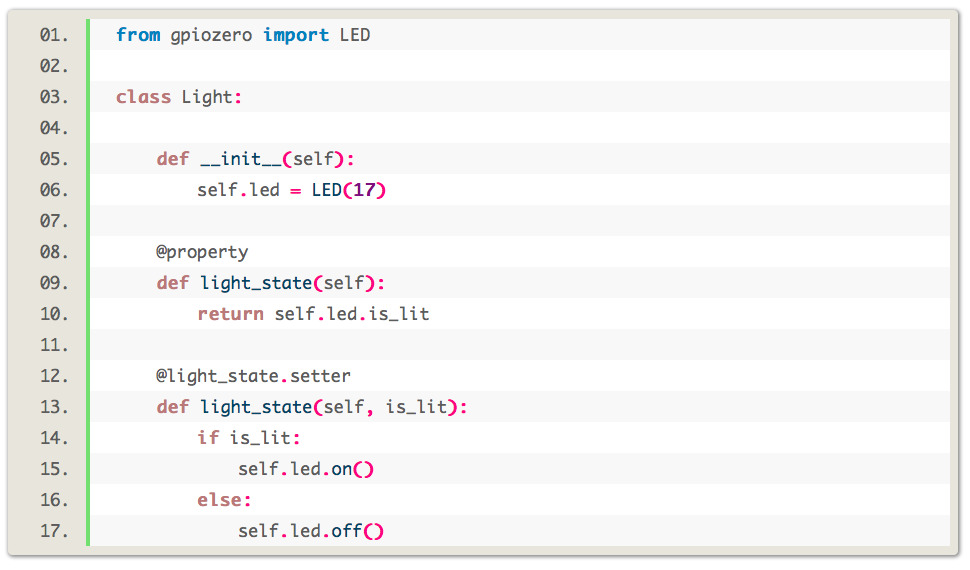 01. from gpiozero import LED
02.
03. class Light:
04.
05.     def __init__(self):
06.         self.led = LED(17)
07.
08.     @property
09.     def light_state(self):
10.         return self.led.is_lit
11.
12.     @light_state.setter
13.     def light_state(self, is_lit):
14.         if is_lit:
15.             self.led.on()
16.         else:
17.             self.led.off()